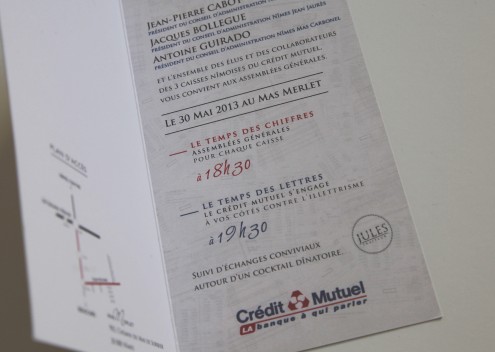 Jean-Pierre Cabot
Président du Conseil d'Administration Nîmes Jean Jaurès
Jacques Bollegue
Président du Conseil d'Administration Nîmes
Antoine Guirado
Président du Conseil d'Administration Nîmes Mas Carbonel
et l'ensemble des élus et des collaborateurs
des 3 caisses nîmoises du Crédit Mutuel,
vous convient aux assemblées générales.
Le 30 Mai 2013 au Mas Merlet
Le temps des chiffres
Assemblées générales
pour chaque caisse
à 18h30
Le temps des lettres
Le Crédit Mutuel s'engage
à vos côtés contre l'illettrisme
à 19h30
JULES
Suivi d'échanges conviviaux
autour d'un cocktail dînatoire.
Crédit Mutuel
LA banque à qui parler
Plan d'accès